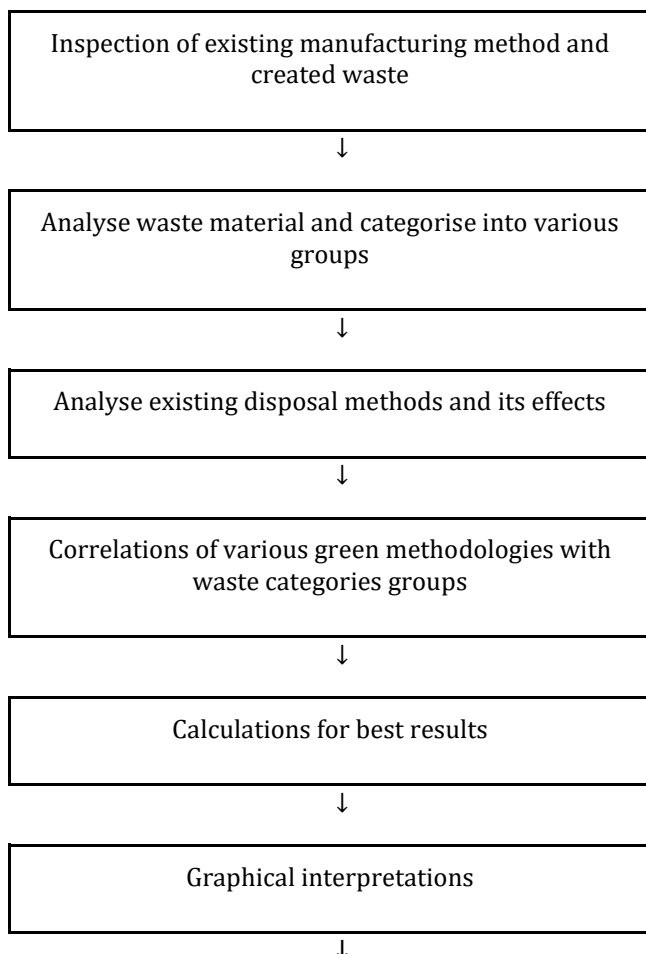 Inspection of existing manufacturing method and
created waste
↓
Analyse waste material and categorise into various
groups
↓
Analyse existing disposal methods and its effects
↓
Correlations of various green methodologies with
waste categories groups
↓
Calculations for best results
↓
Graphical interpretations
↓